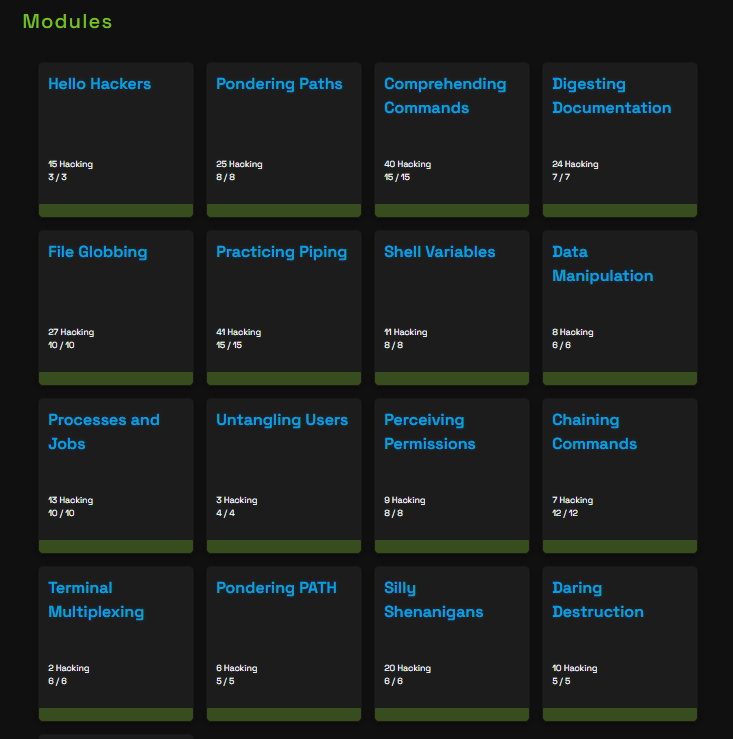 Modules
Hello Hackers
15 Hacking
3 / 3
Pondering Paths
25 Hacking
8 / 8
Comprehending
Commands
40 Hacking
15 / 15
Digesting
Documentation
24 Hacking
7 / 7
File Globbing
27 Hacking
10 / 10
Practicing Piping
41 Hacking
15 / 15
Shell Variables
11 Hacking
8 / 8
Data
Manipulation
8 Hacking
6 / 6
Processes and
Jobs
13 Hacking
10 / 10
Untangling Users
3 Hacking
4 / 4
Perceiving
Permissions
9 Hacking
8 / 8
Chaining
Commands
7 Hacking
12 / 12
Terminal
Multiplexing
2 Hacking
6 / 6
Pondering PATH
6 Hacking
5 / 5
Silly
Shenanigans
20 Hacking
6 / 6
Daring
Destruction
10 Hacking
5 / 5